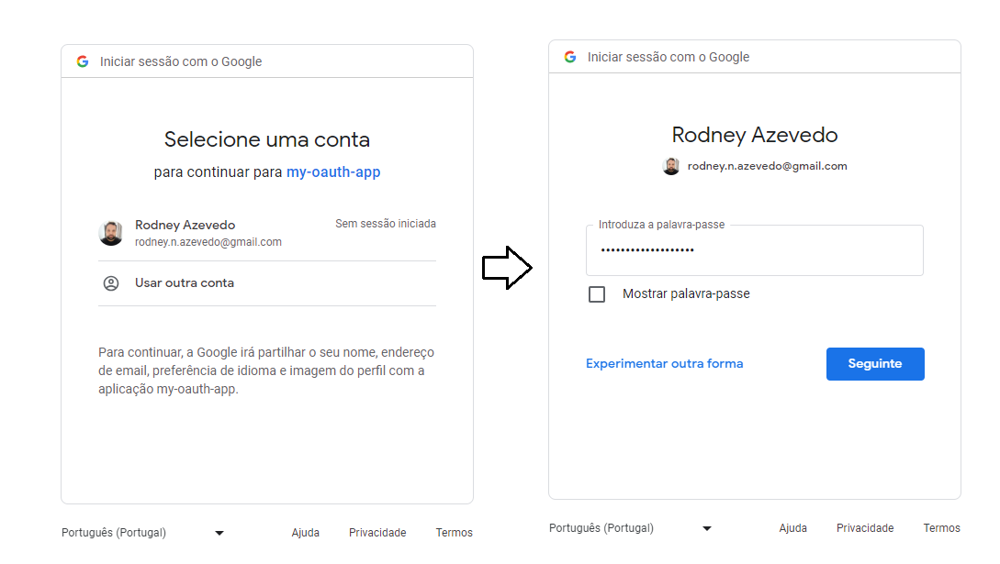 Iniciar sessão com o Google
Selecione uma conta
para continuar para my-oauth-app
Rodney Azevedo
Sem sessão iniciada
rodney.n.azevedo@gmail.com
Usar outra conta
Para continuar, a Google irá partilhar o seu nome, endereço
de email, preferência de idioma e imagem do perfil com a
aplicação my-oauth-app.
Português (Portugal)
Ajuda
Privacidade
Termos
Iniciar sessão com o Google
Rodney Azevedo
rodney.n.azevedo@gmail.com
Introduza a palavra-passe
•••••••••••••••••••
Mostrar palavra-passe
Experimentar outra forma
Seguinte
Português (Portugal)
Ajuda
Privacidade
Termos